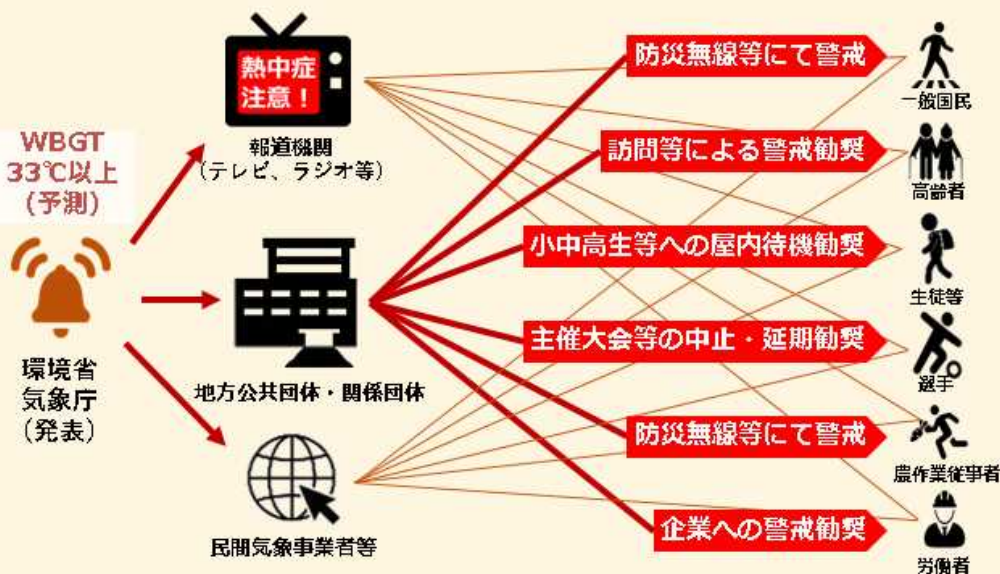 WBGT
33℃以上
(予測)
環境省
気象庁
(発表)
熱中症
注意！
報道機関
(テレビ、ラジオ等)
地方公共団体・関係団体
民間気象事業者等
防災無線等にて警戒
訪問等による警戒勧奨
小中高生等への屋内待機勧奨
主催大会等の中止・延期勧奨
防災無線等にて警戒
企業への警戒勧奨
一般国民
高齢者
生徒等
選手
農作業従事者
労働者